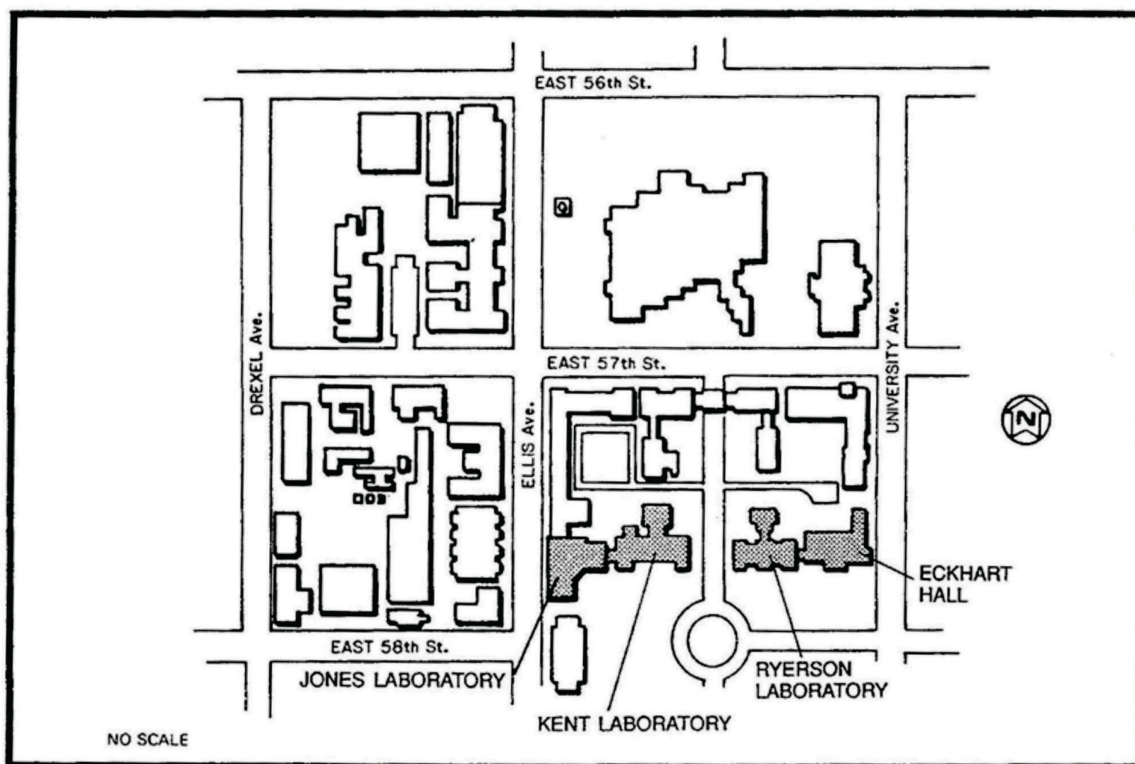 EAST 56th St.
DREXEL Ave.
EAST 57th St.
UNIVERSITY Ave.
ELLIS Ave.
N
ECKHART
HALL
EAST 58th St.
JONES LABORATORY
RYERSON
LABORATORY
KENT LABORATORY
NO SCALE